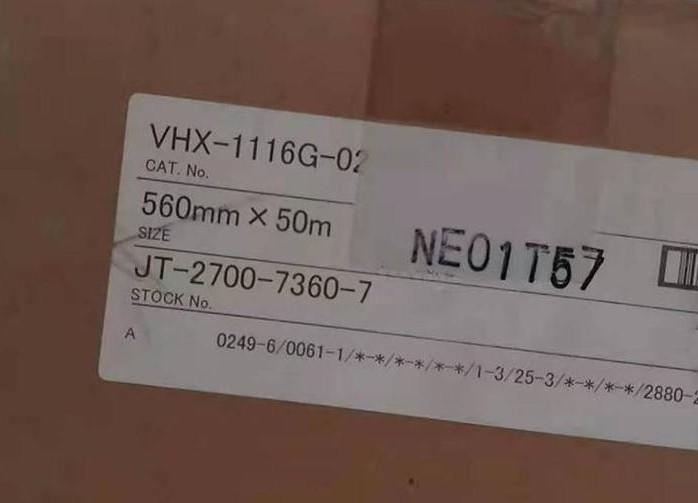 VHX-1116G-02
CAT. No.
560mm × 50m
SIZE
NE01T57
JT-2700-7360-7
STOCK No.
A
0249-6/0061-1/*-*/*-*/*-*/1-3/25-3/*-*/*-*/2880-2